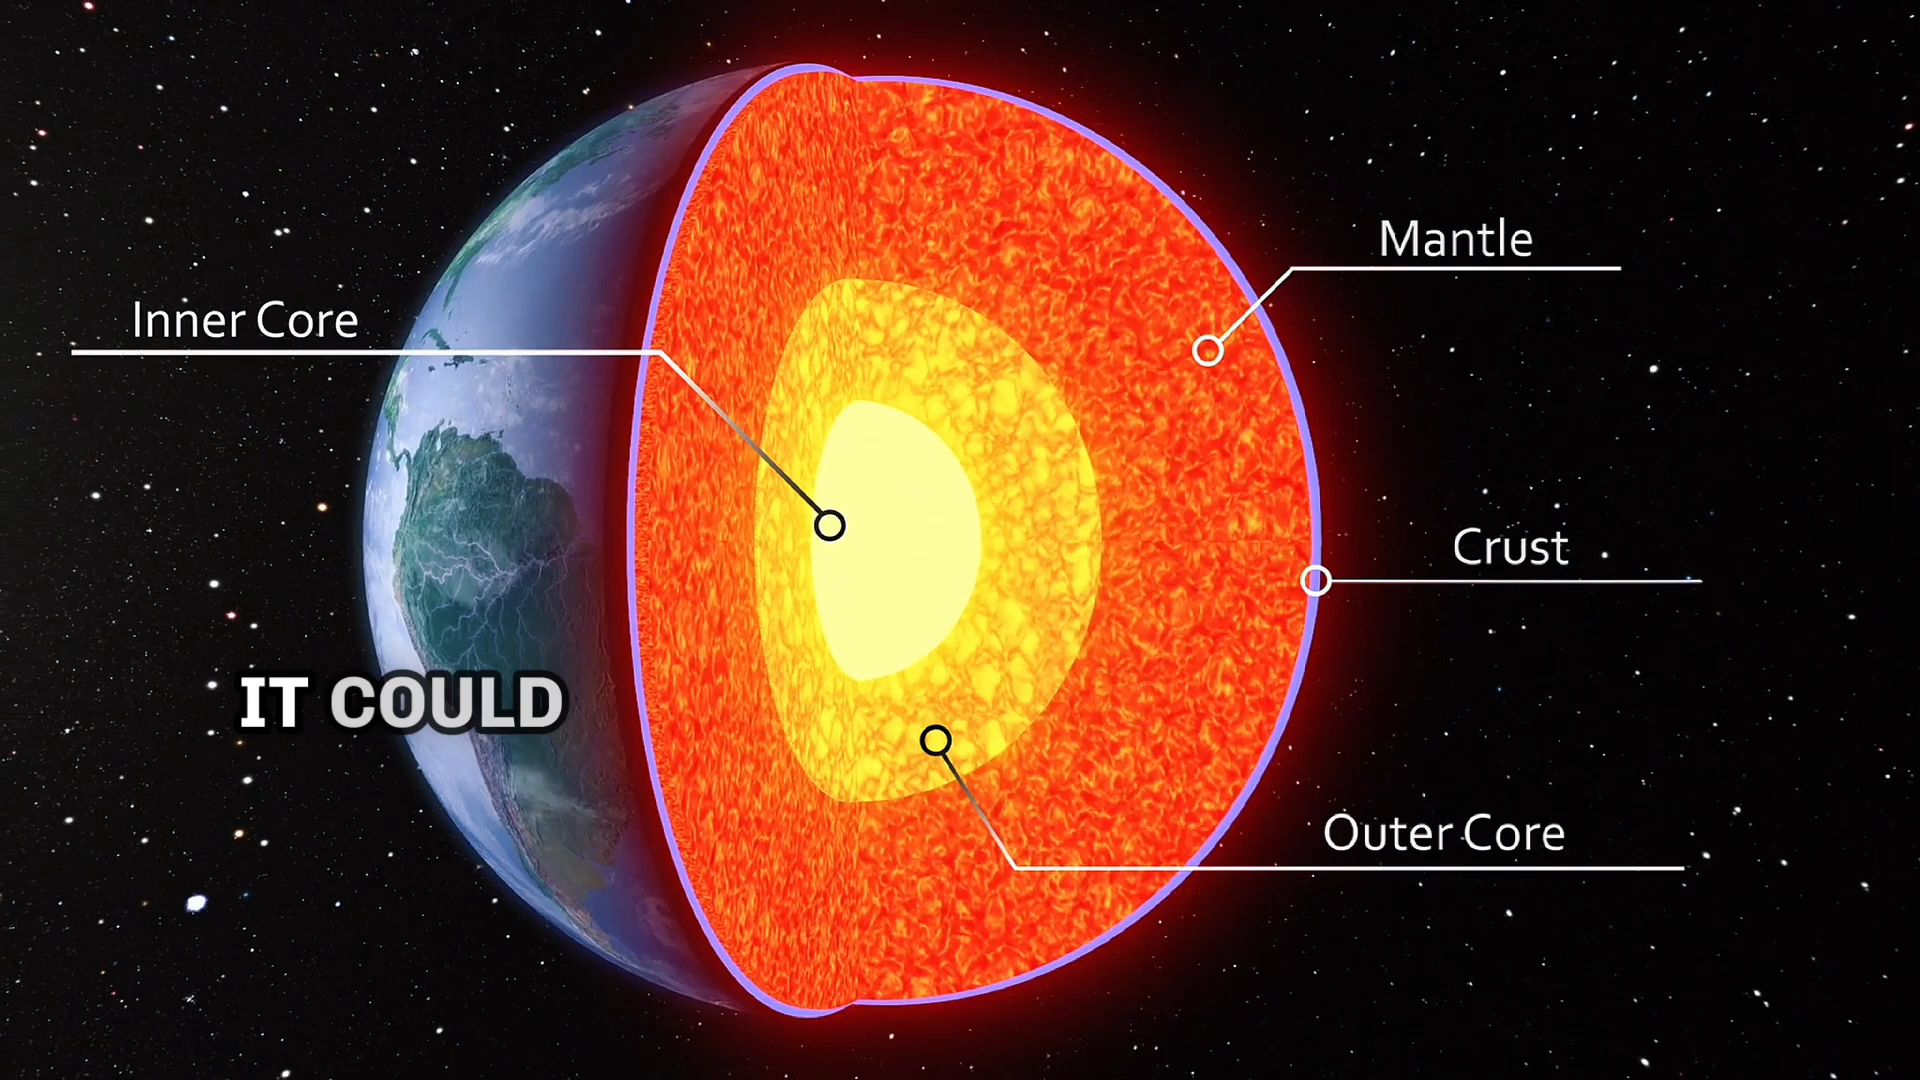 Mantle
Inner Core
Crust
IT COULD
Outer Core